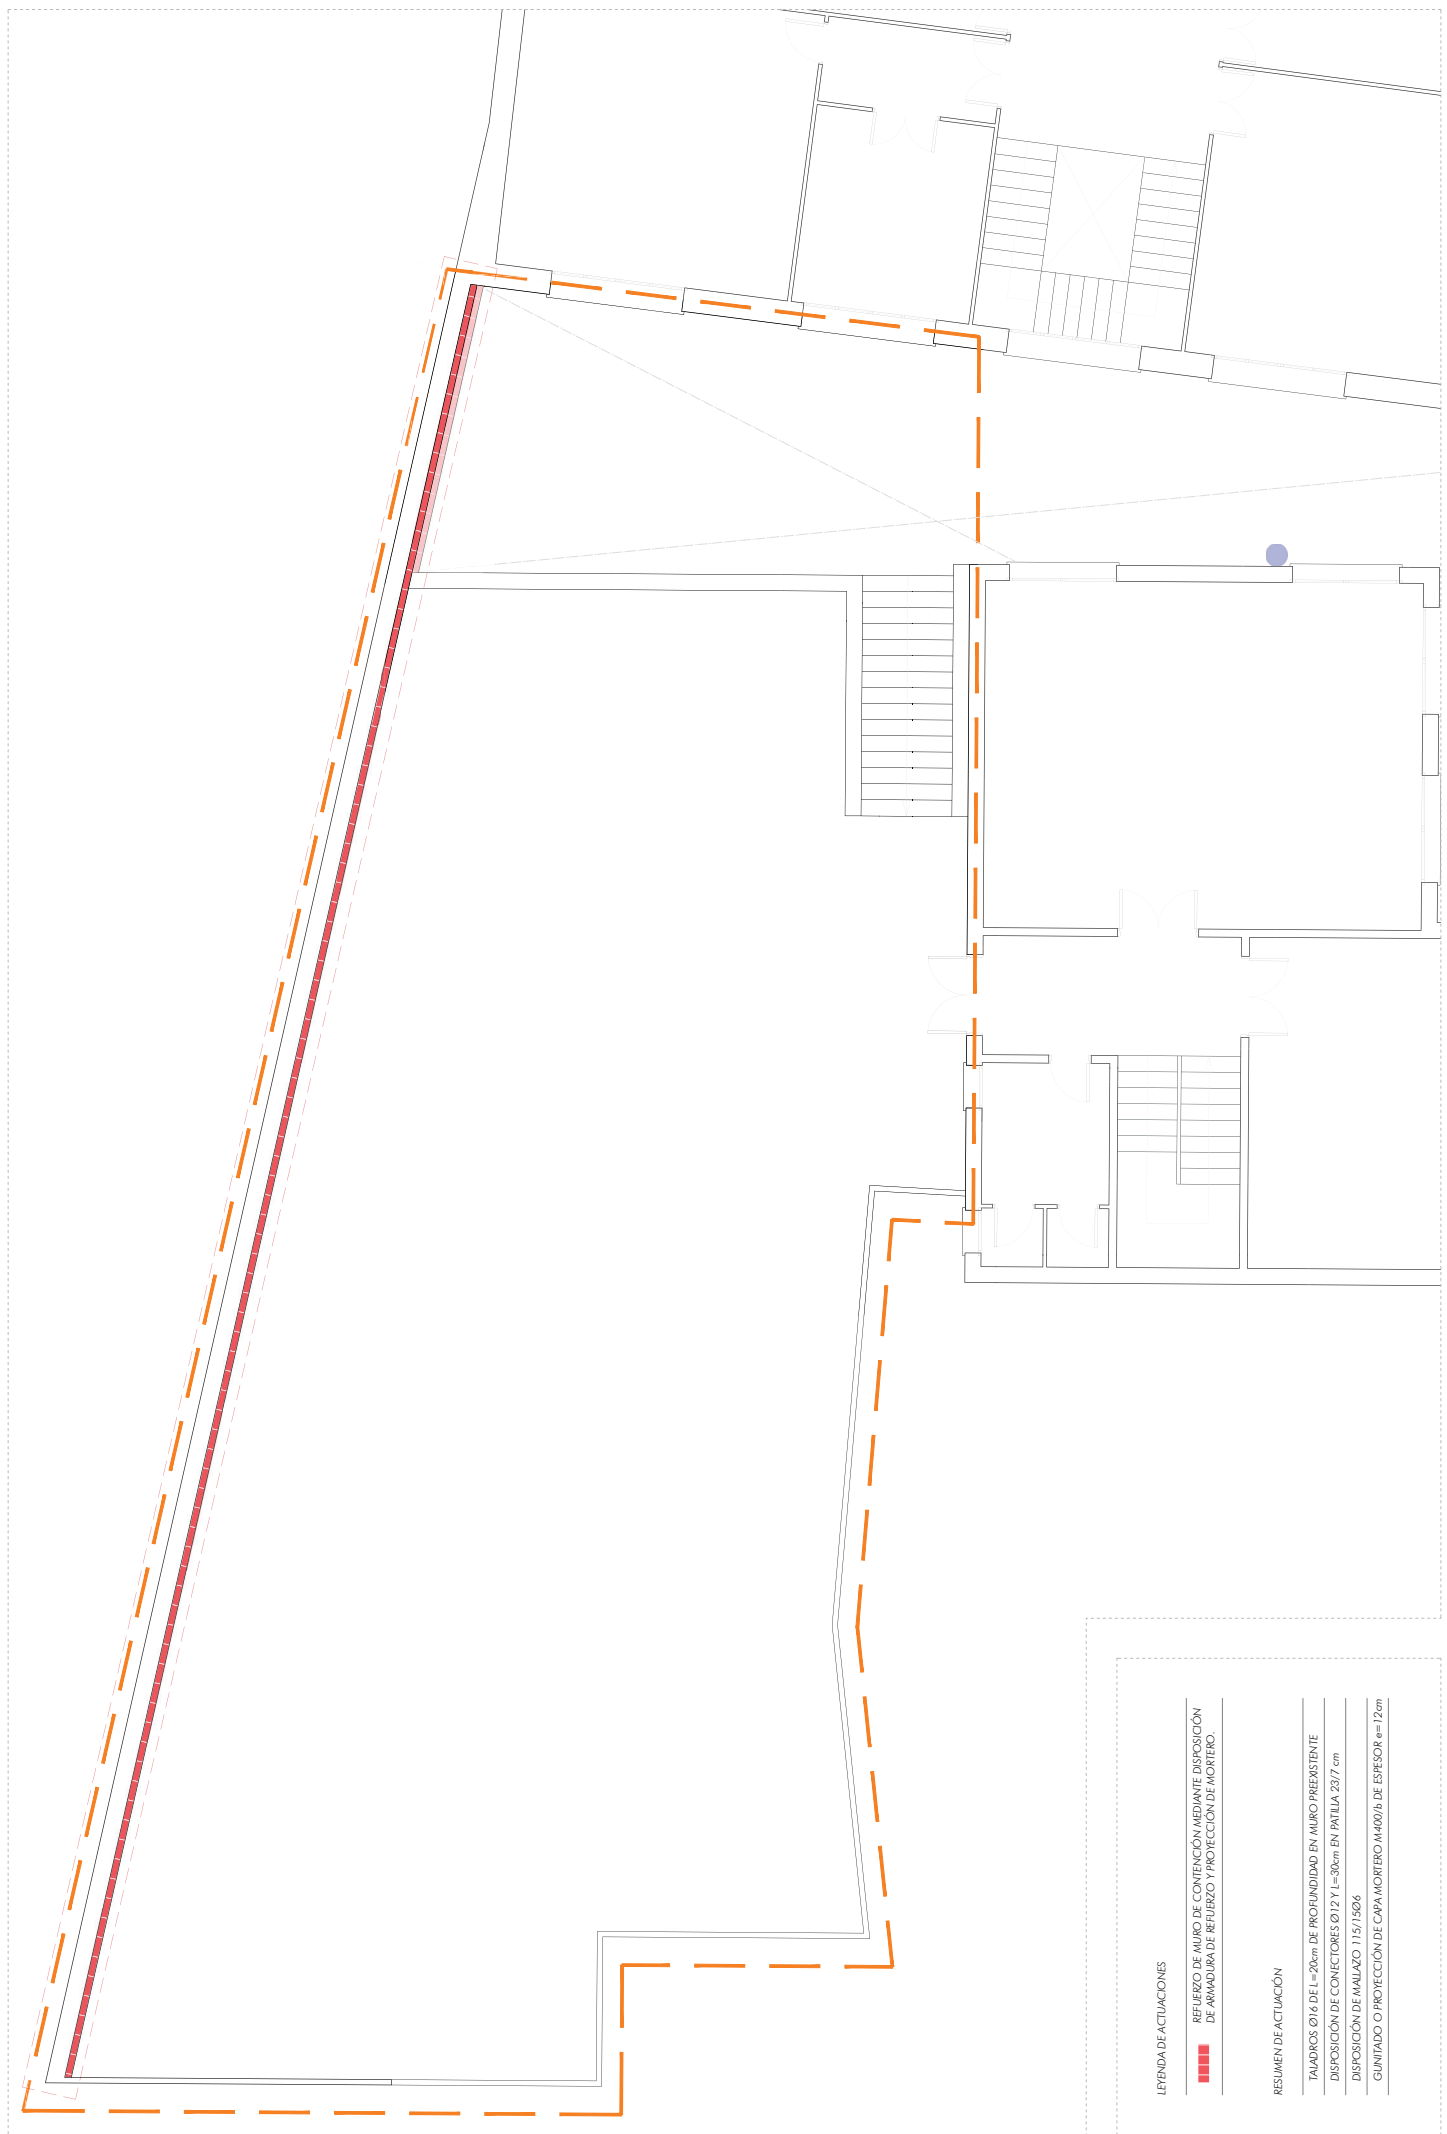 LEYENDA DE ACTUACIONES
REFUERZO DE MURO DE CONTENCIÓN MEDIANTE DISPOSICIÓN
DE ARMADURA DE REFUERZO Y PROYECCIÓN DE MORTERO.
RESUMEN DE ACTUACIÓN
TALADROS Ø16 DE L=20cm DE PROFUNDIDAD EN MURO PREEXISTENTE
DISPOSICIÓN DE CONECTORES Ø12 Y L=30cm EN PATILLA 23/7 cm
DISPOSICIÓN DE MALLAZO 115/15Ø6
GUNITADO O PROYECCIÓN DE CAPA MORTERO M400/b DE ESPESOR e=12cm